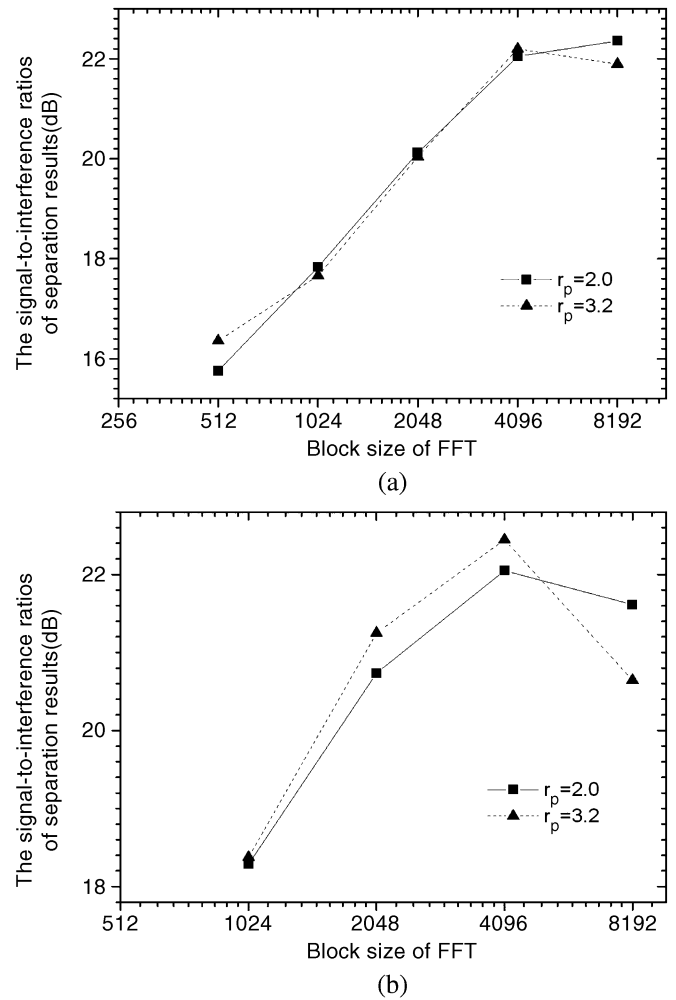 The signal-to-interference ratios
of separation results(dB)
22
20
18
16
r_p=2.0
r_p=3.2
256 512 1024 2048 4096 8192
Block size of FFT
(a)
The signal-to-interference ratios
of separation results(dB)
22
20
18
r_p=2.0
r_p=3.2
512 1024 2048 4096 8192
Block size of FFT
(b)